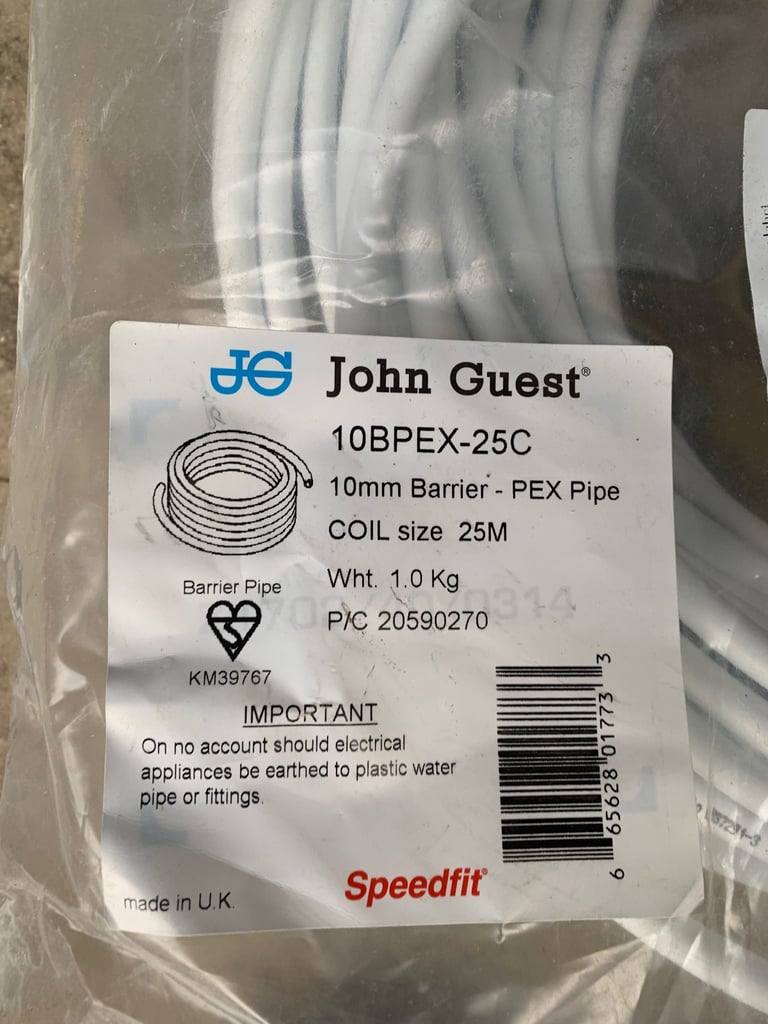 JG John Guest®
10BPEX-25C
10mm Barrier - PEX Pipe
COIL size 25M
Wht. 1.0 Kg
P/C 20590270
Barrier Pipe
KM39767
IMPORTANT
On no account should electrical
appliances be earthed to plastic water
pipe or fittings.
6 65628 01773 3
Speedfit®
made in U.K.